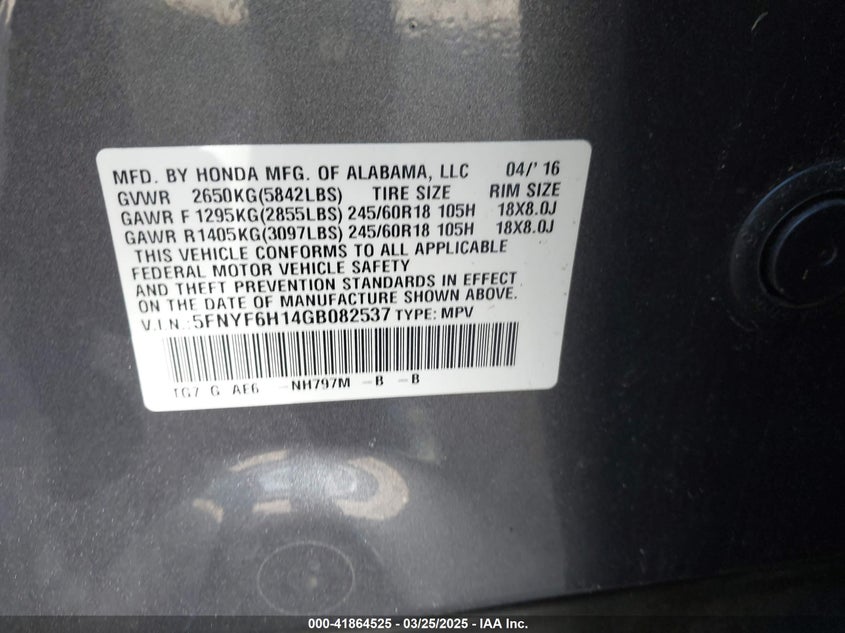 MFD. BY HONDA MFG. OF ALABAMA, LLC 04/' 16
GVWR 2650KG(5842LBS) TIRE SIZE RIM SIZE
GAWR F 1295KG(2855LBS) 245/60R18 105H 18X8.0J
GAWR R1405KG(3097LBS) 245/60R18 105H 18X8.0J
THIS VEHICLE CONFORMS TO ALL APPLICABLE
FEDERAL MOTOR VEHICLE SAFETY
AND THEFT PREVENTION STANDARDS IN EFFECT
ON THE DATE OF MANUFACTURE SHOWN ABOVE.
V.I.N.:5FNYF6H14GB082537 TYPE: MPV
TG7 G AE6 -NH797M -B -B
000-41864525 - 03/25/2025 - IAA Inc.